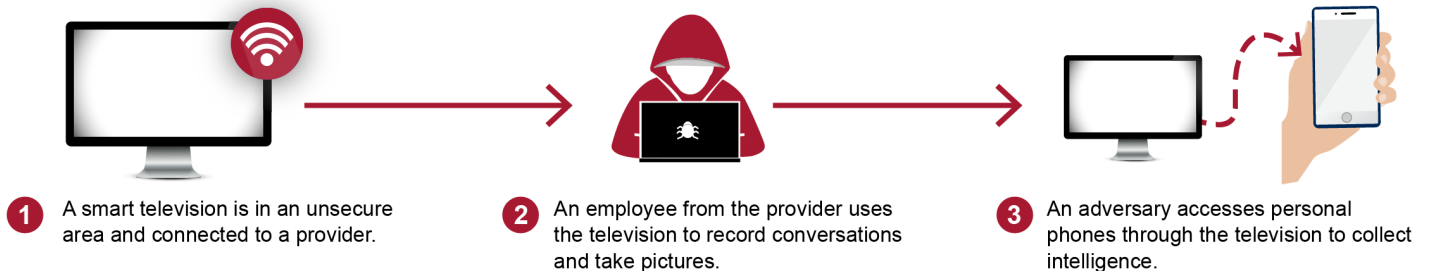 1
A smart television is in an unsecure
area and connected to a provider.
2
An employee from the provider uses
the television to record conversations
and take pictures.
3
An adversary accesses personal
phones through the television to collect
intelligence.